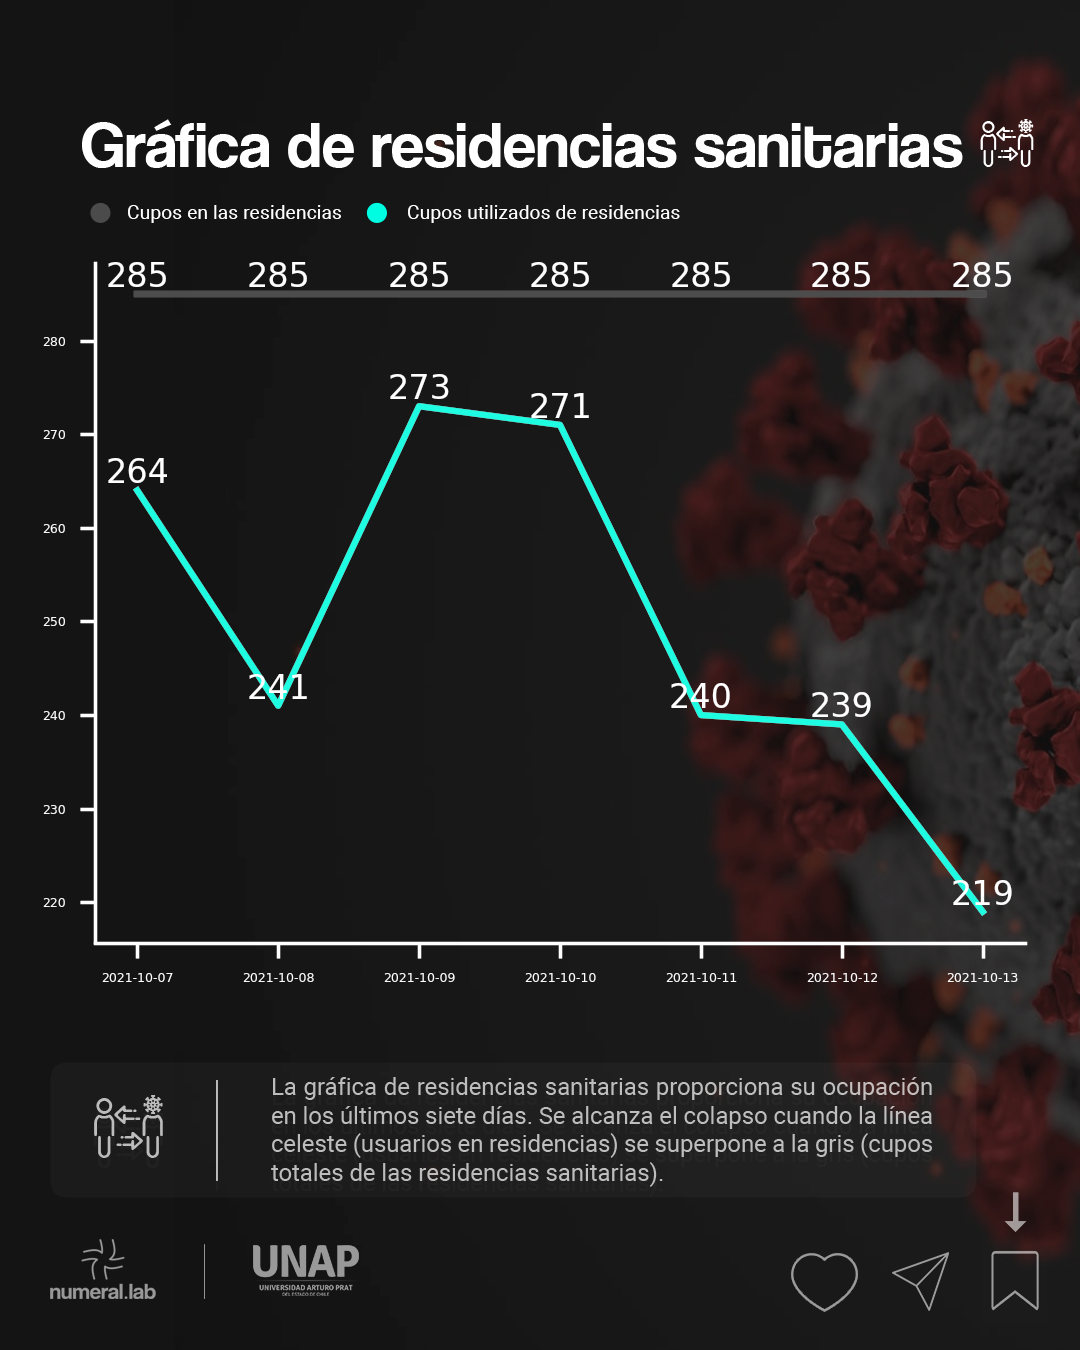 Gráfica de residencias sanitarias
Cupos en las residencias Cupos utilizados de residencias
285 285 285 285 285 285 285
280
273
271
270
264
260
250
241
240
239
240
230
219
220
2021-10-07 2021-10-08 2021-10-09 2021-10-10 2021-10-11 2021-10-12 2021-10-13
La gráfica de residencias sanitarias proporciona su ocupación
en los últimos siete días. Se alcanza el colapso cuando la línea
celeste (usuarios en residencias) se superpone a la gris (cupos
totales de las residencias sanitarias).
numeral.lab
UNAP
UNIVERSIDAD ARTURO PRAT
DEL ESTADO DE CHILE